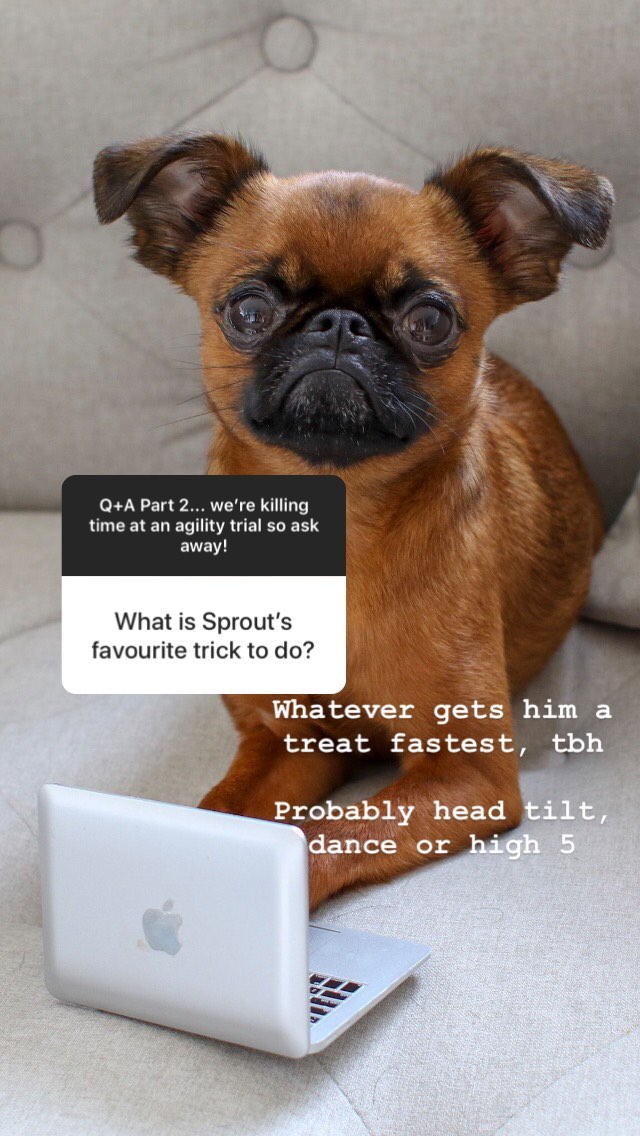 Q+A Part 2... we're killing
time at an agility trial so ask
away!
What is Sprout's
favourite trick to do?
Whatever gets him a
treat fastest, tbh
Probably head tilt,
dance or high 5